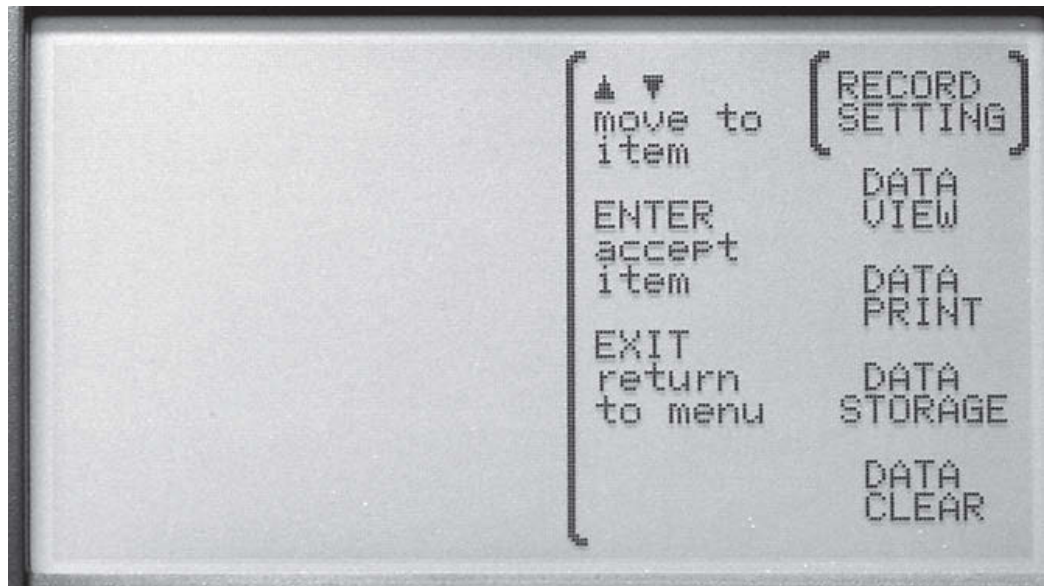 ▲ ▼
move to
item
ENTER
accept
item
EXIT
return
to menu
RECORD
SETTING
DATA
VIEW
DATA
PRINT
DATA
STORAGE
DATA
CLEAR